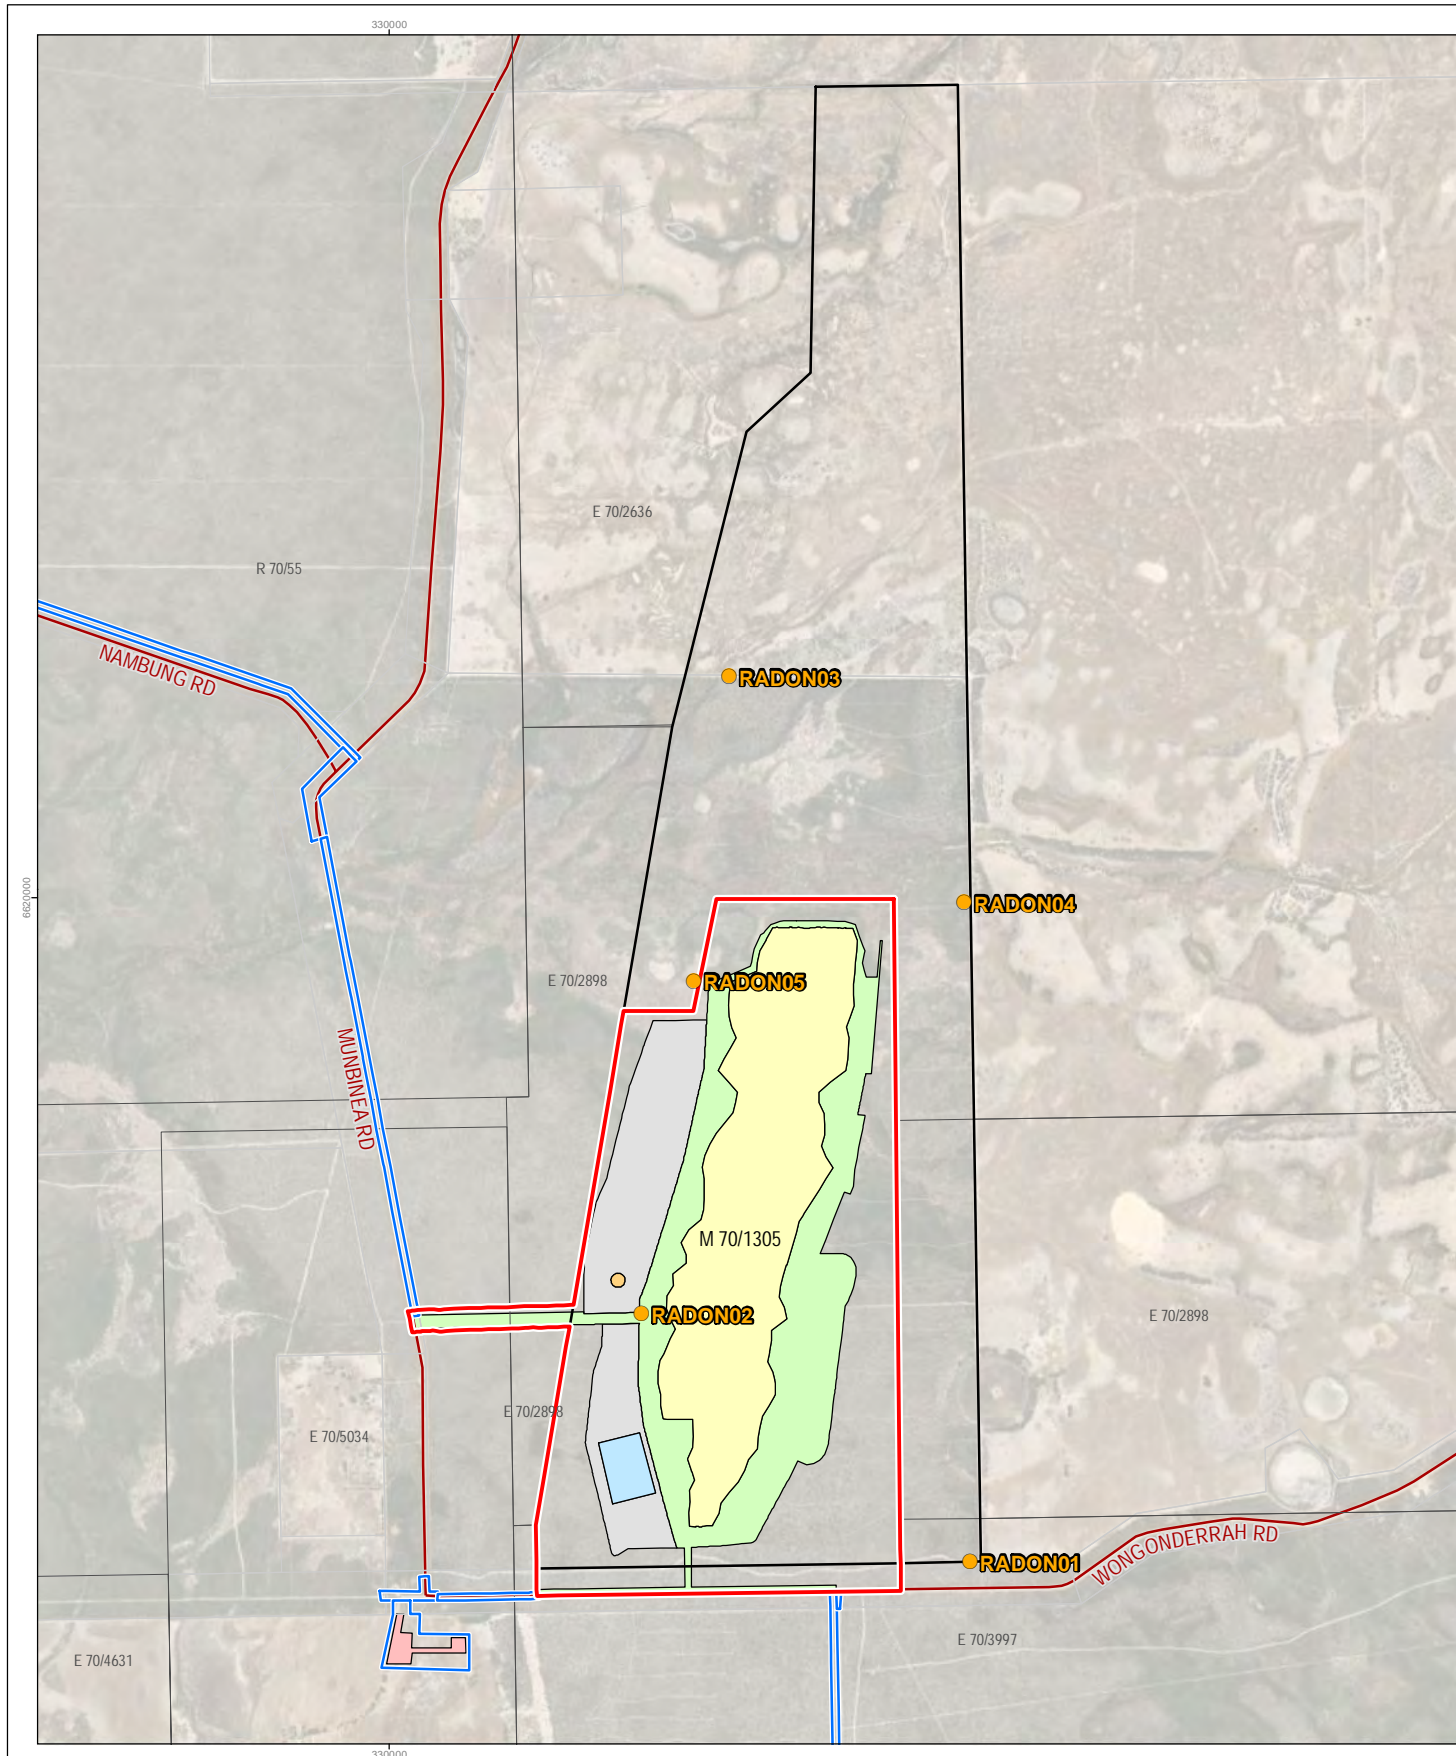 330000
E 70/2636
R 70/55
NAMBUNG RD
RADON03
6620000
RADON04
E 70/2898
RADON05
MUNBINEA RD
M 70/1305
RADON02
E 70/2898
E 70/2898
E 70/5034
WONGONDERRAH RD
RADON01
E 70/3997
E 70/4631
330000